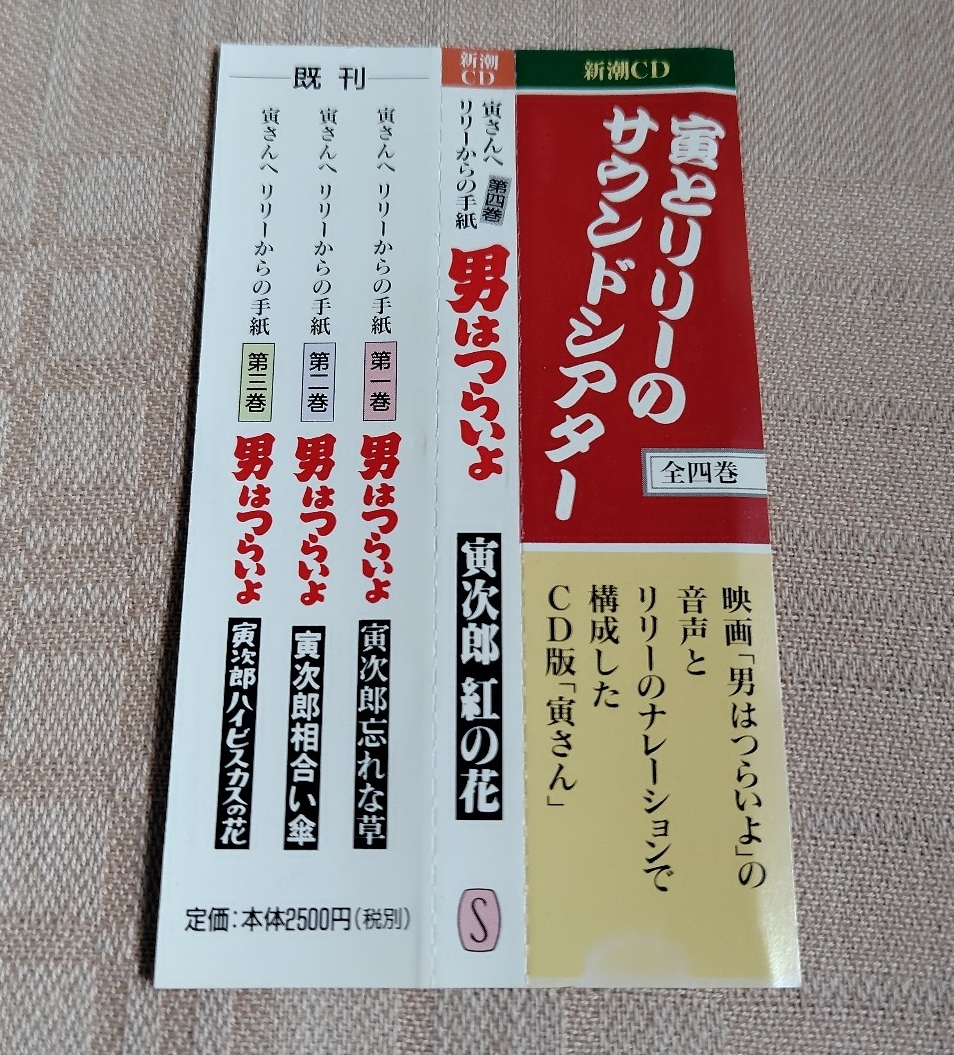 新潮CD
寅とリリーの
サウンドシアター
全四巻
映画「男はつらいよ」の
音声と
リリーのナレーションで
構成した
CD版「寅さん」
新潮
CD
寅さんへ
リリーからの手紙
第四巻
男はつらいよ
寅次郎 紅の花
S
既刊
寅さんへ リリーからの手紙 第一巻 男はつらいよ 寅次郎忘れな草
寅さんへ リリーからの手紙 第二巻 男はつらいよ 寅次郎相合い傘
寅さんへ リリーからの手紙 第三巻 男はつらいよ 寅次郎ハイビスカスの花
定価:本体2500円(税別)